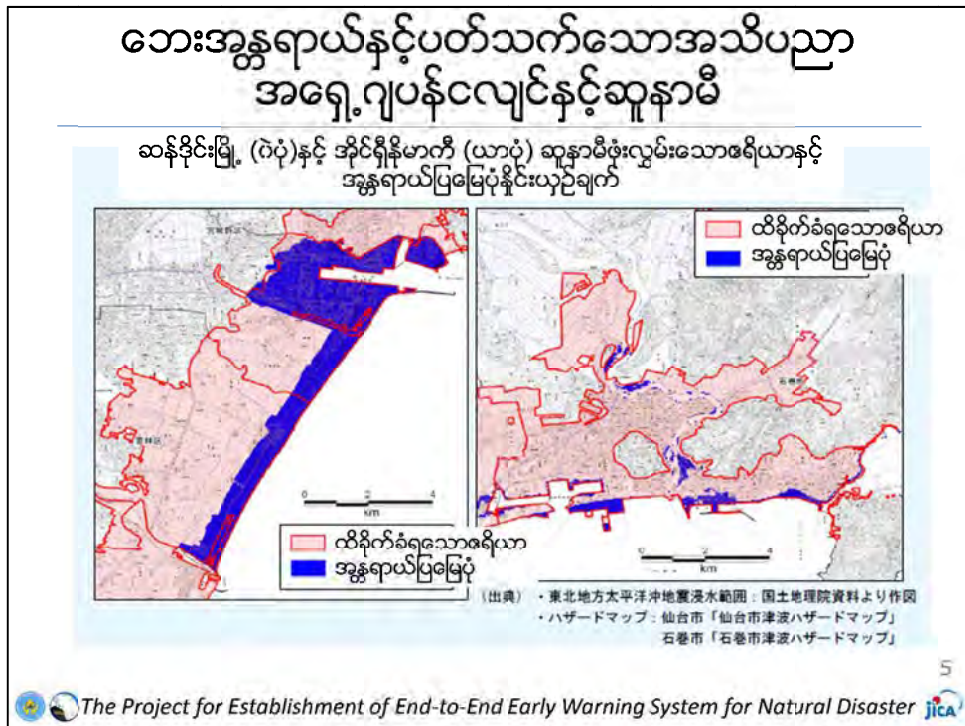 ဘေးအန္တရာယ်နှင့်ပတ်သက်သောအသိပညာ
အရှေ့ဂျပန်ငလျင်နှင့်ဆူနာမီ
ဆန်ဒိုင်းမြို့ (ဝဲပုံ)နှင့် အိုင်ရှိနိမာကီ (ယာပုံ) ဆူနာမီဖုံးလွှမ်းသောဧရိယာနှင့်
အန္တရာယ်ပြမြေပုံနှိုင်းယှဉ်ချက်
ထိခိုက်ခံရသောဧရိယာ
အန္တရာယ်ပြမြေပုံ
0 2 4
km
ထိခိုက်ခံရသောဧရိယာ
အန္တရာယ်ပြမြေပုံ
0 2 4
km
(出典) ・東北地方太平洋沖地震浸水範囲：国土地理院資料より作図
・ハザードマップ：仙台市「仙台市津波ハザードマップ」
石巻市「石巻市津波ハザードマップ」
5
The Project for Establishment of End-to-End Early Warning System for Natural Disaster jica